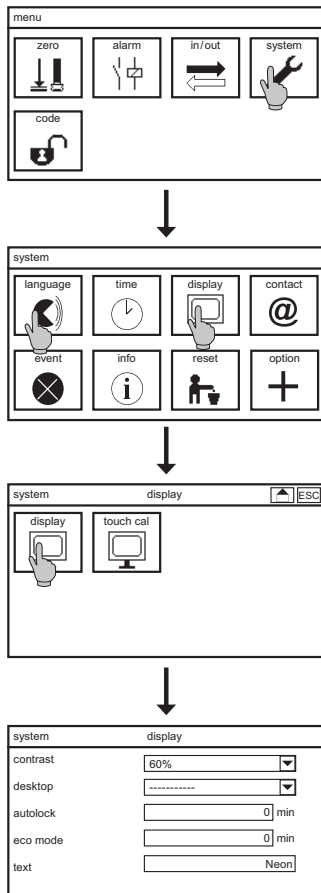 menu
zero alarm in/out system
code
system
language time display contact
@
event info reset option
i
system display ESC
display touch cal
system display
contrast 60%
desktop -----------
autolock 0 min
eco mode 0 min
text Neon